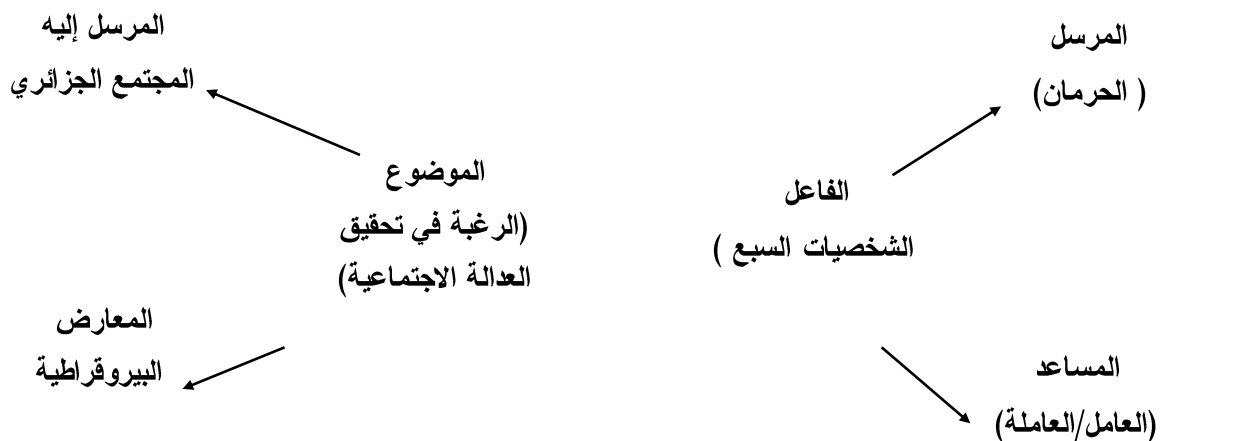 المرسل
( الحرمان)
المرسل إليه
المجتمع الجزائري
الفاعل
الشخصيات السبع )
الموضوع
(الرغبة في تحقيق
العدالة الاجتماعية)
المساعد
(العامل/العاملة)
المعارض
البيروقراطية